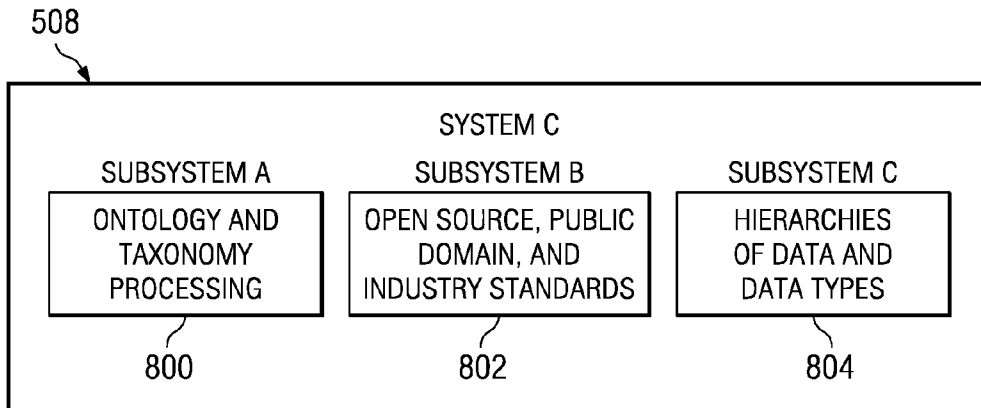 508
SYSTEM C
SUBSYSTEM A
ONTOLOGY AND
TAXONOMY
PROCESSING
800
SUBSYSTEM B
OPEN SOURCE, PUBLIC
DOMAIN, AND
INDUSTRY STANDARDS
802
SUBSYSTEM C
HIERARCHIES
OF DATA AND
DATA TYPES
804